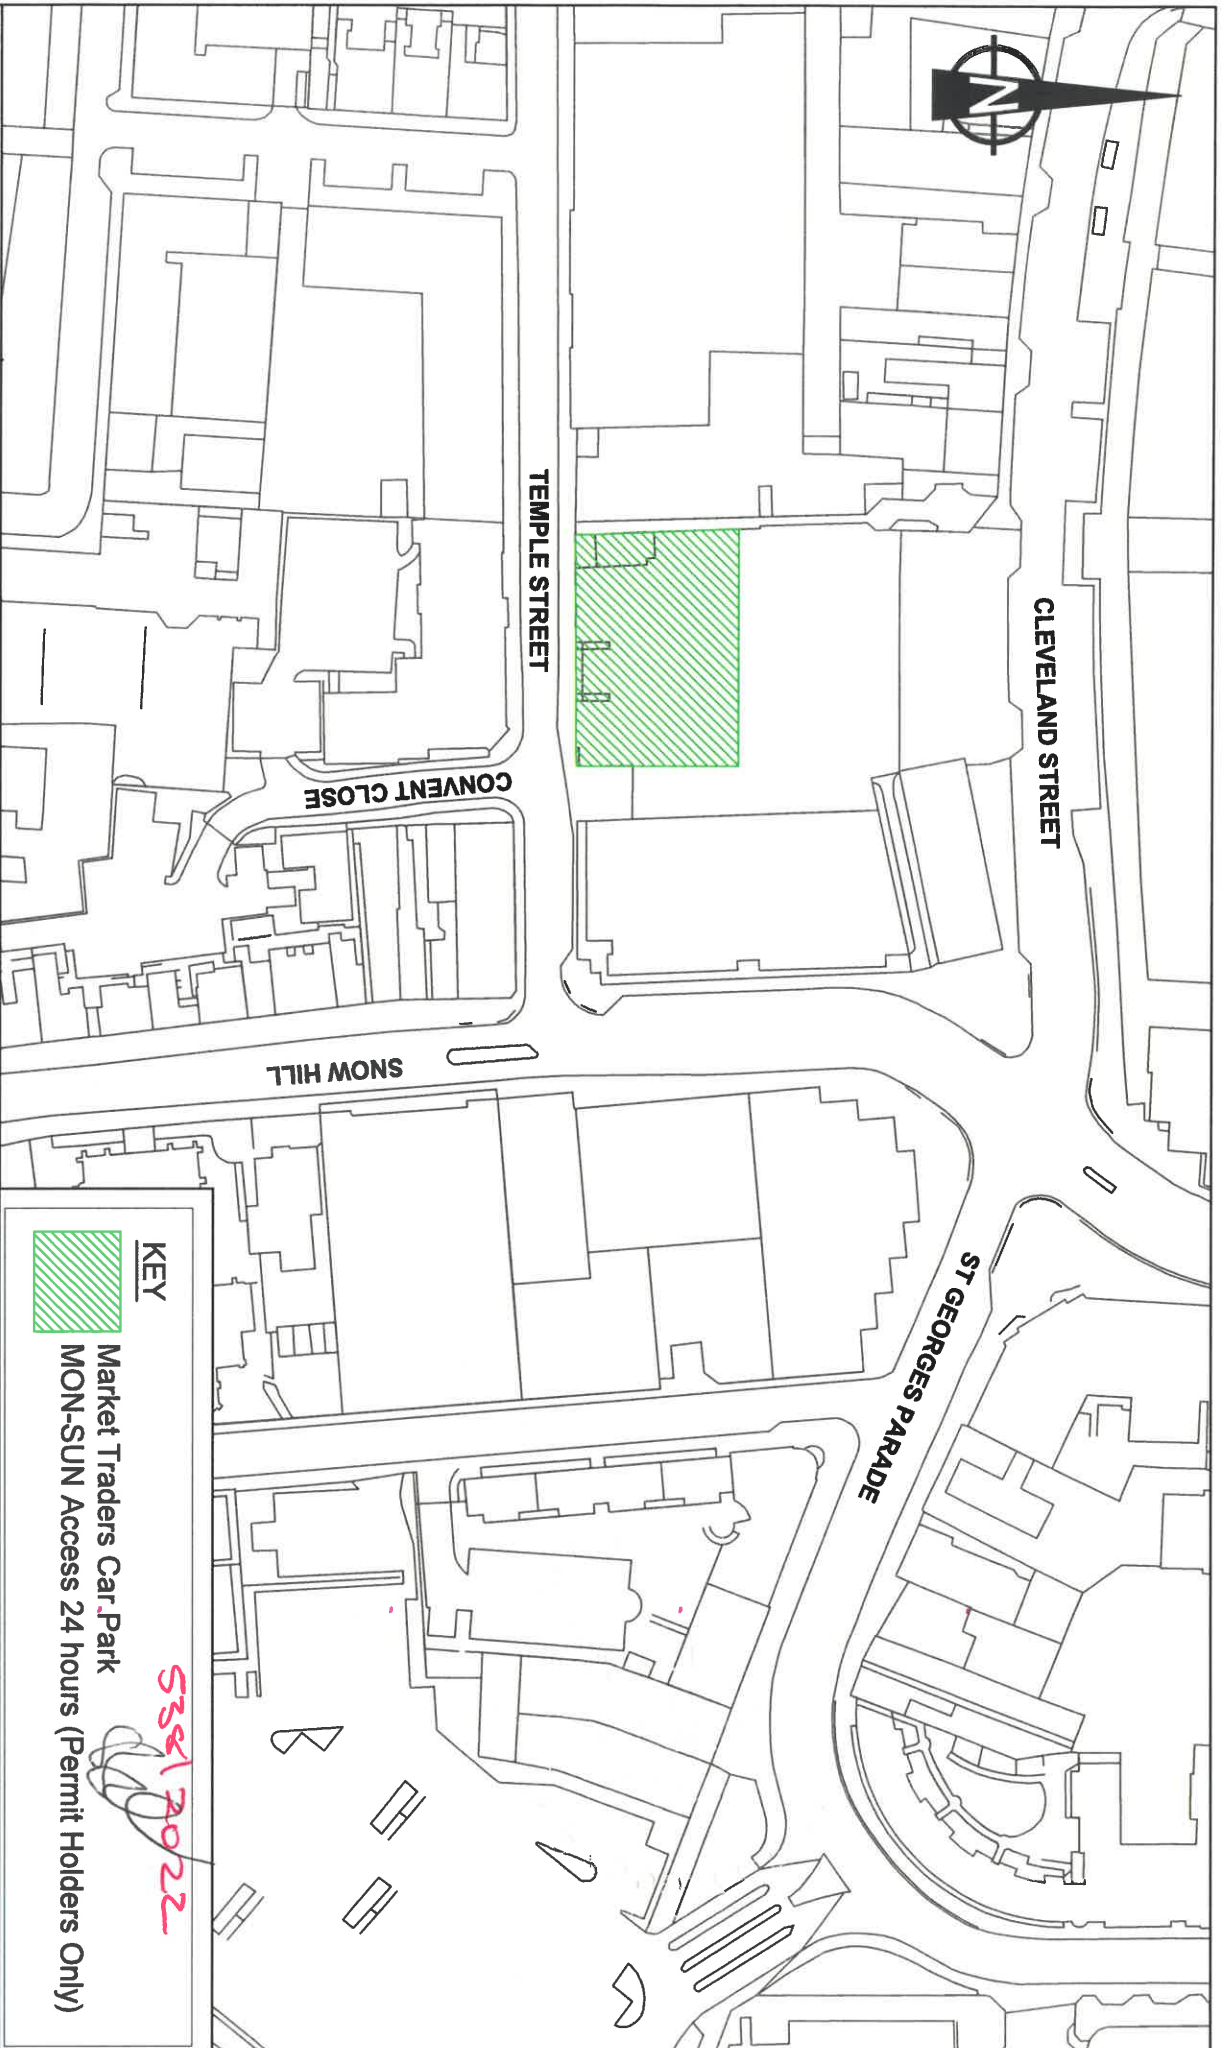 N
CLEVELAND STREET
TEMPLE STREET
CONVENT CLOSE
SNOW HILL
ST GEORGES PARADE
KEY
Market Traders Car Park
MON-SUN Access 24 hours (Permit Holders Only)
5381 2022